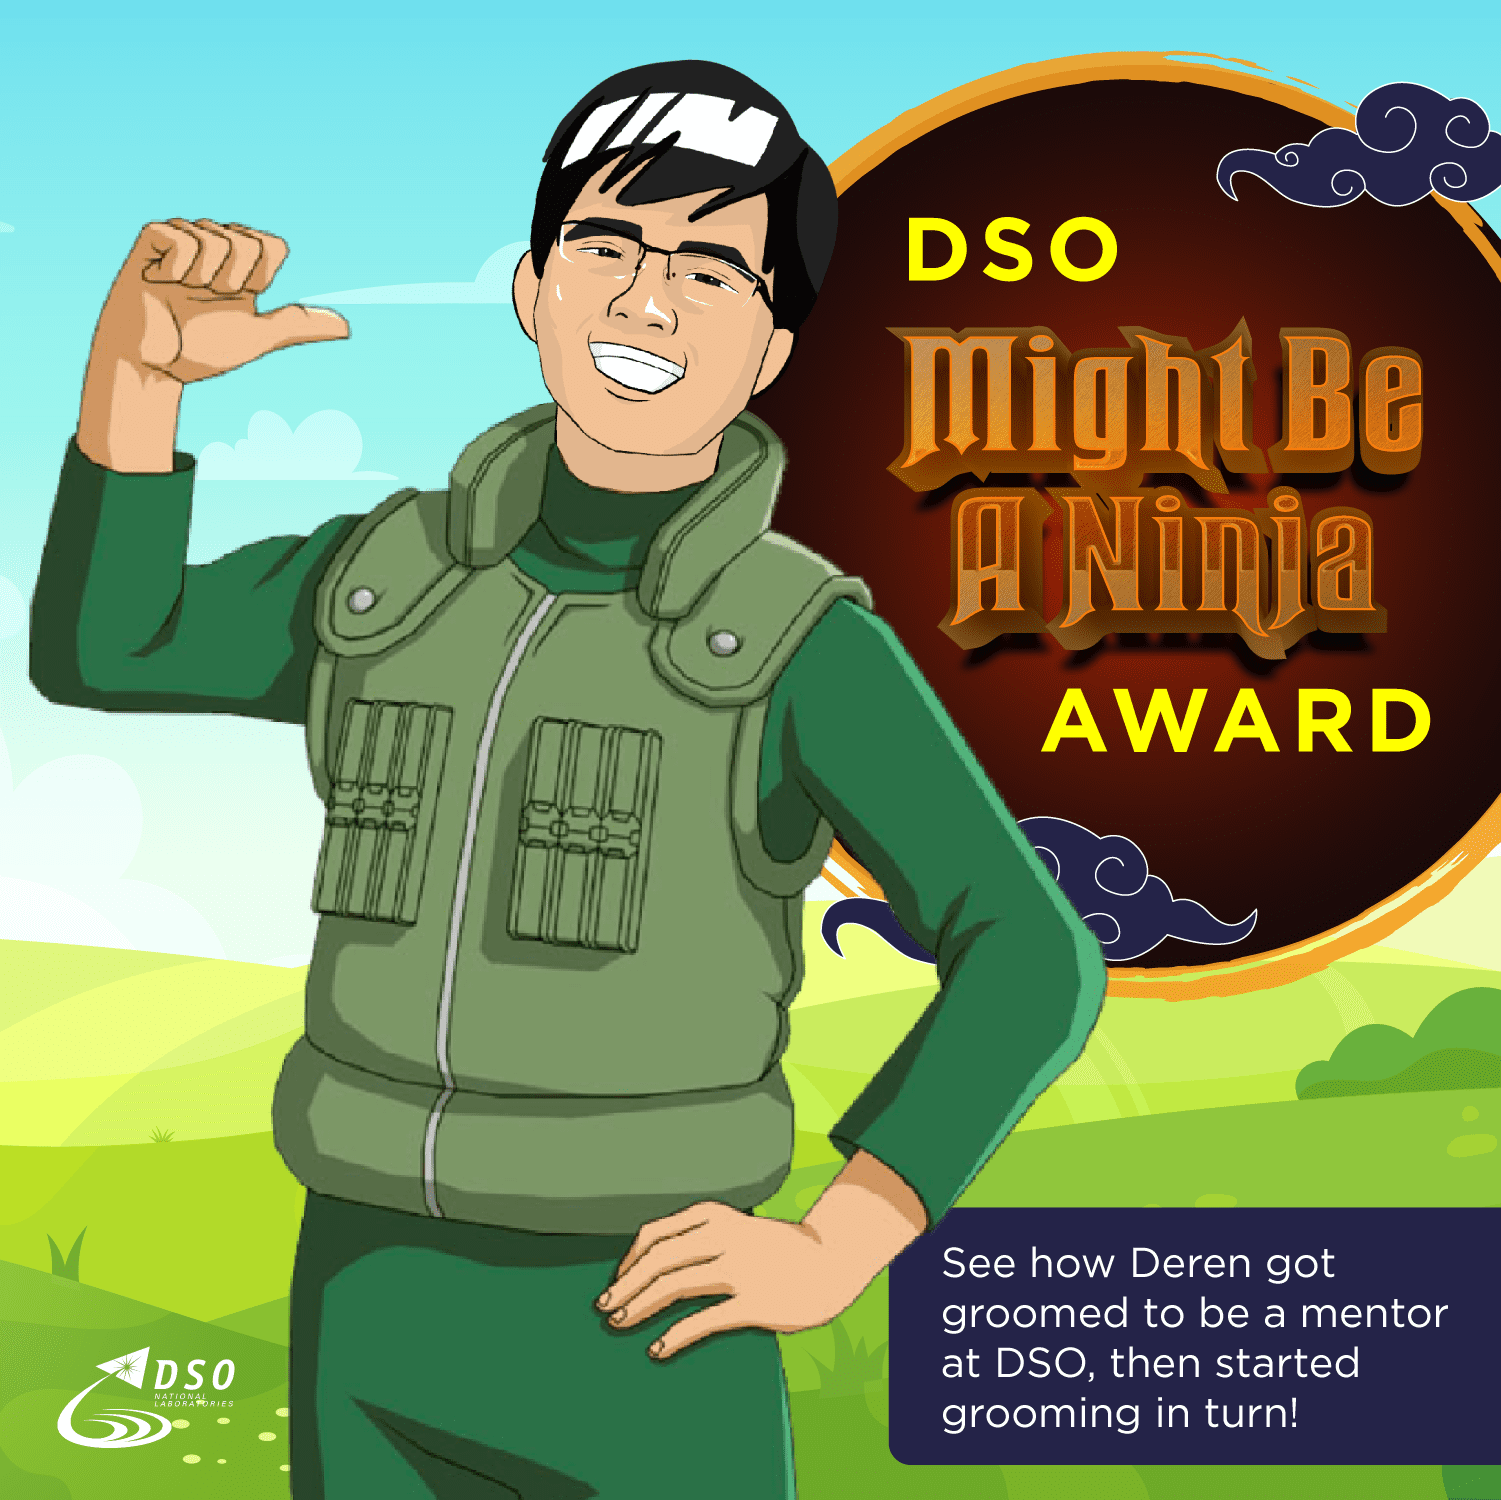 DSO
Might Be
A Ninja
AWARD
See how Deren got
groomed to be a mentor
at DSO, then started
grooming in turn!
DSO
NATIONAL
LABORATORIES